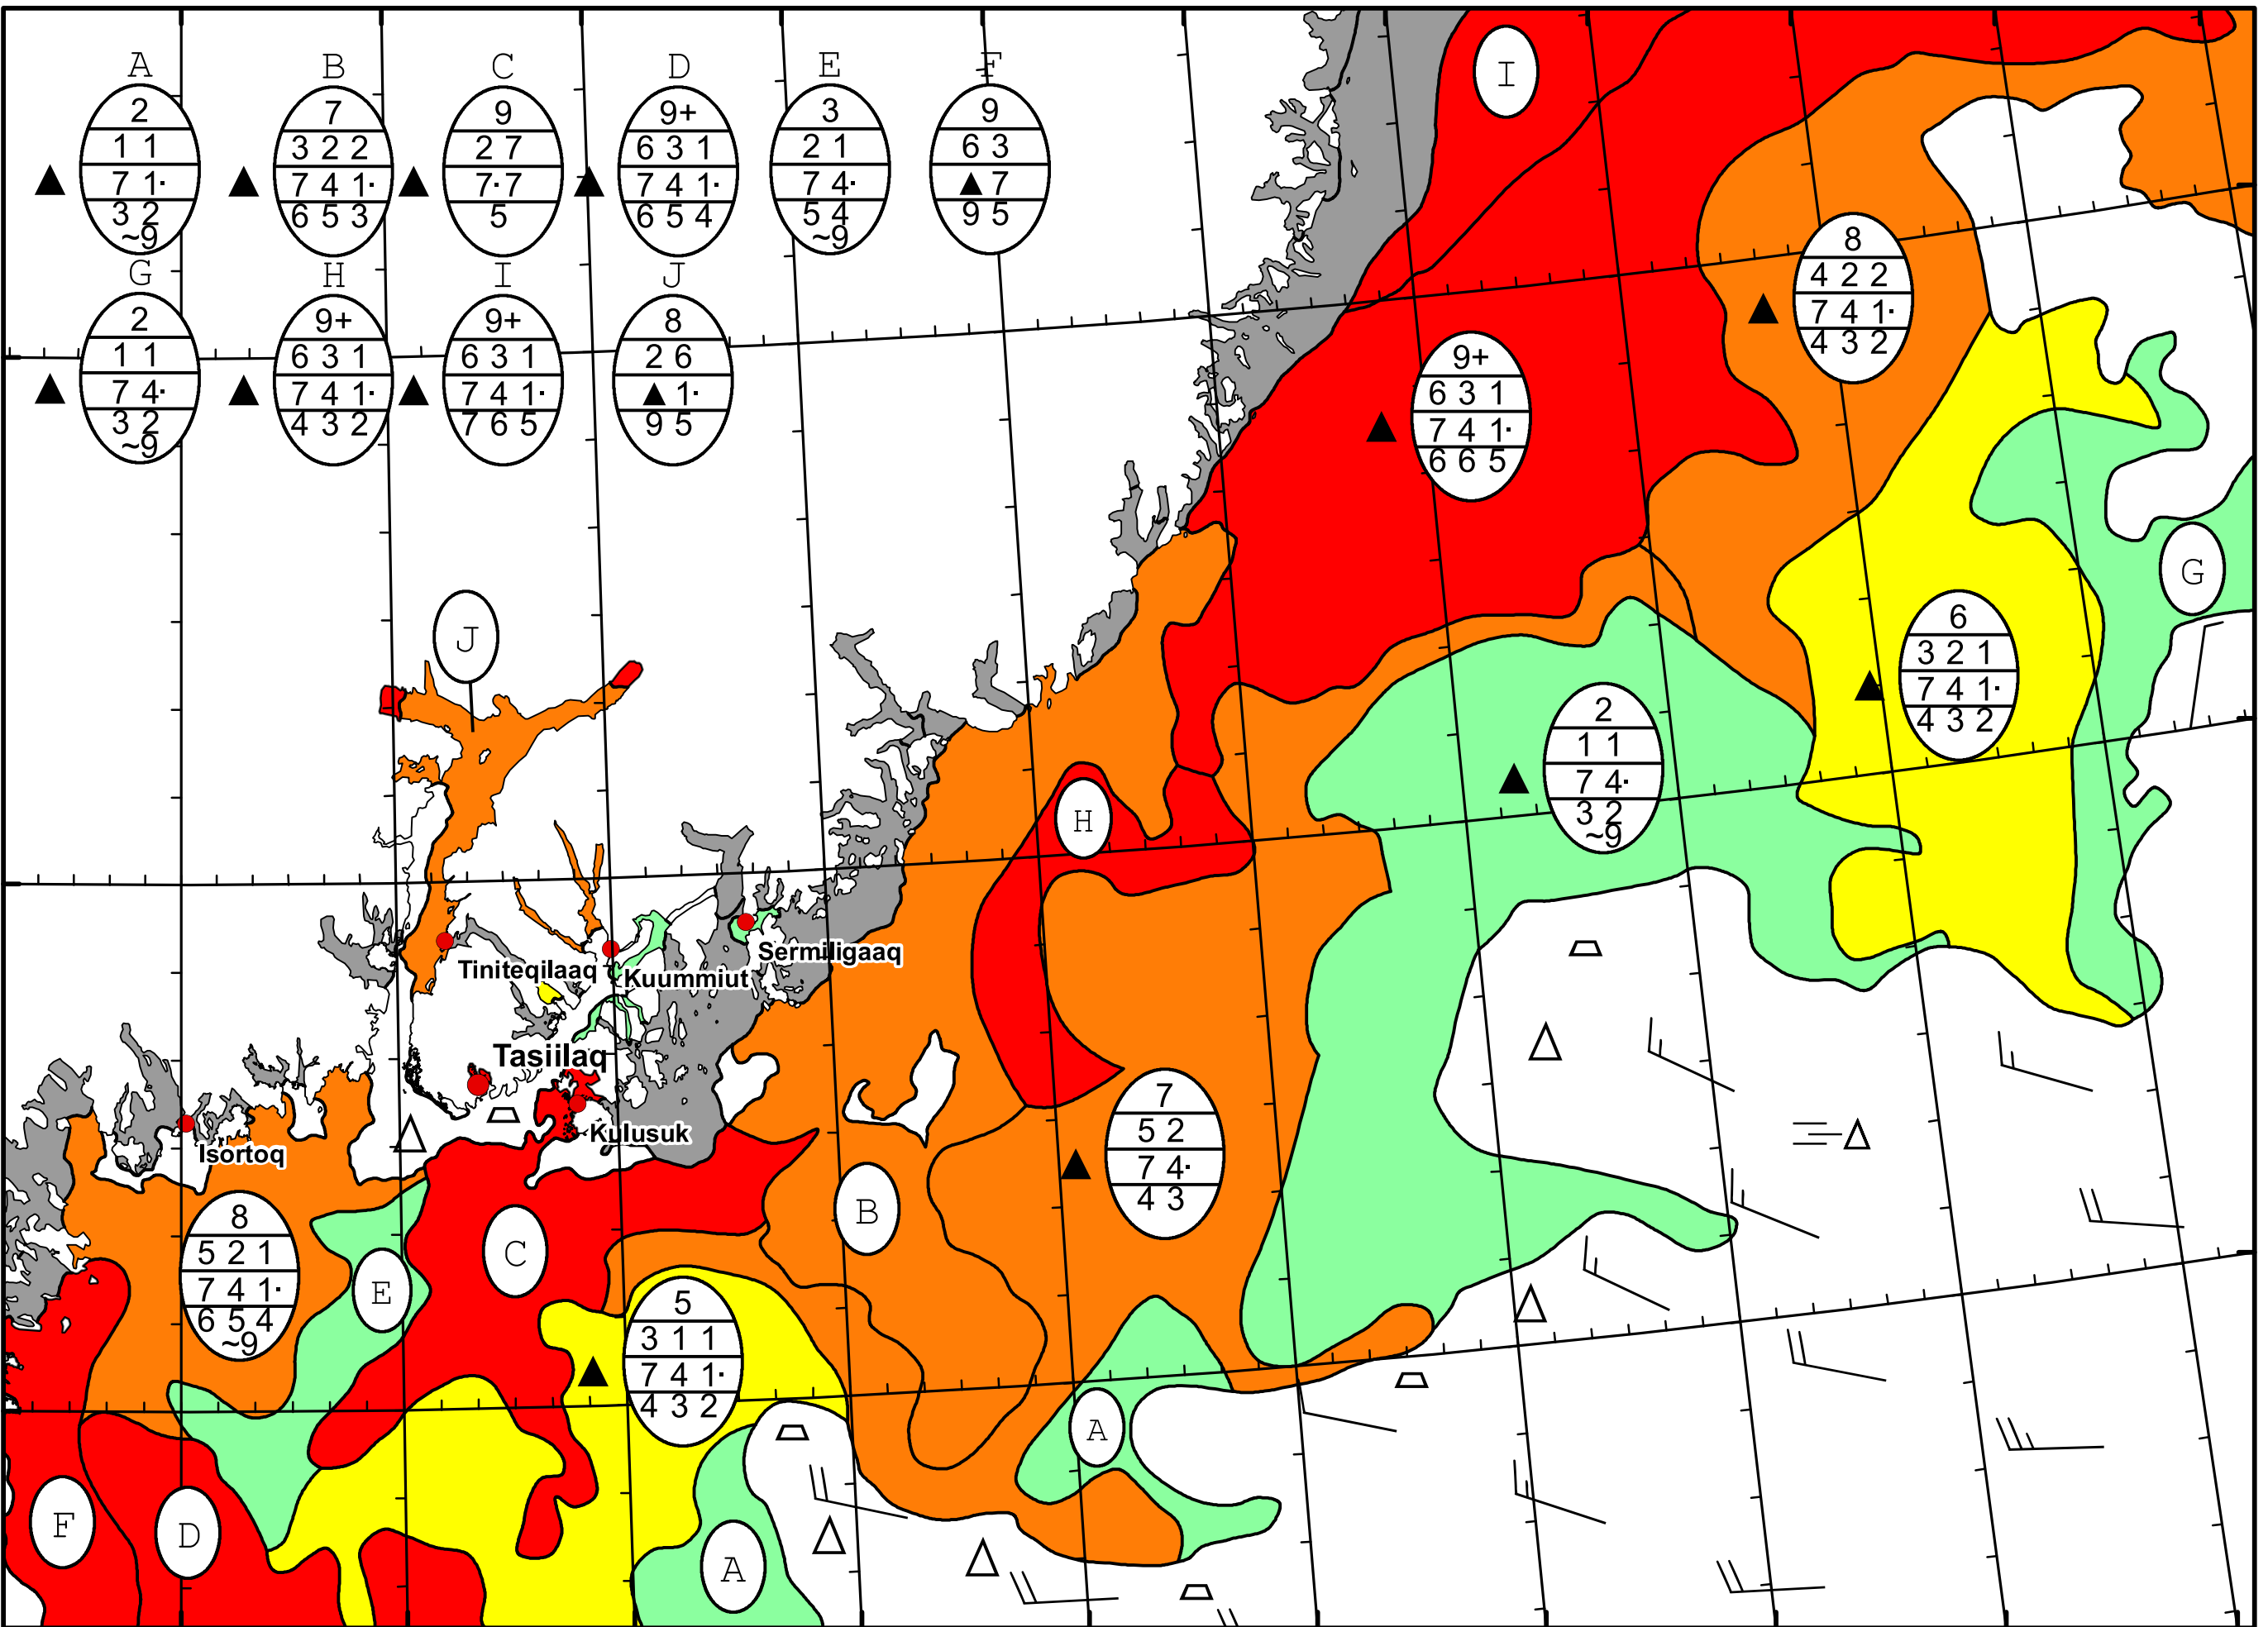 A B C D E F
2
1 1
7 1·
3 2
~9
7
3 2 2
7 4 1·
6 5 3
9
2 7
7· 7
5
9+
6 3 1
7 4 1·
6 5 4
3
2 1
7 4·
5 4
~9
9
6 3
▲ 7
9 5
G H I J
2
1 1
7 4·
3 2
~9
9+
6 3 1
7 4 1·
4 3 2
9+
6 3 1
7 4 1·
7 6 5
8
2 6
▲ 1·
9 5
I
8
4 2 2
7 4 1·
4 3 2
9+
6 3 1
7 4 1·
6 6 5
G
J
6
3 2 1
7 4 1·
4 3 2
2
1 1
7 4·
3 2
~9
H
Sermiligaaq
Tiniteqilaaq
Kuummiut
Tasiilaq
Kulusuk
Isortoq
7
5 2
7 4·
4 3
B
8
5 2 1
7 4 1·
6 5 4
~9
C
E
5
3 1 1
7 4 1·
4 3 2
A
F
D
A